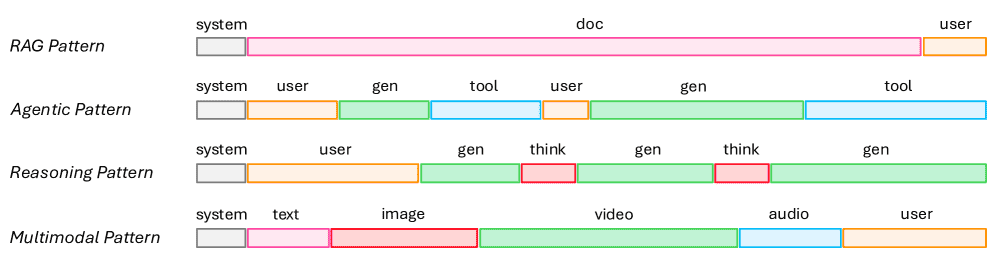 system doc user
RAG Pattern
system user gen tool user gen tool
Agentic Pattern
system user gen think gen think gen
Reasoning Pattern
system text image video audio user
Multimodal Pattern